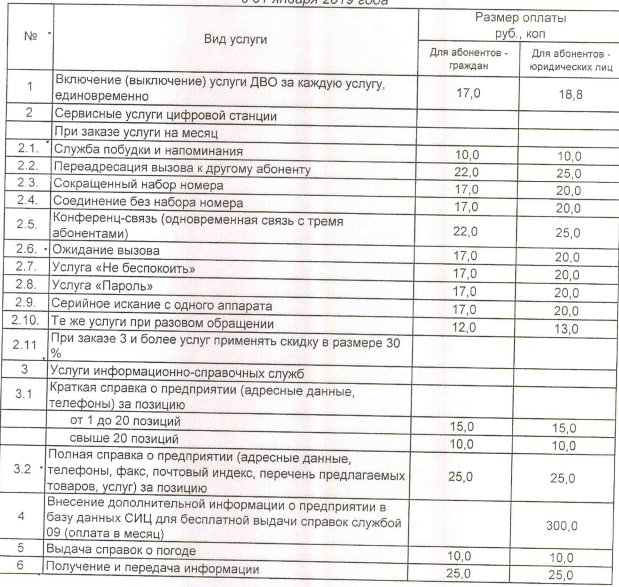 с 01 января 2019 года
№ Вид услуги Размер оплаты
руб., коп
Для абонентов - Для абонентов -
граждан юридических лиц
1 Включение (выключение) услуги ДВО за каждую услугу,
единовременно 17,0 18,8
2 Сервисные услуги цифровой станции
При заказе услуги на месяц
2.1. Служба побудки и напоминания 10,0 10,0
2.2. Переадресация вызова к другому абоненту 22,0 25,0
2.3. Сокращенный набор номера 17,0 20,0
2.4. Соединение без набора номера 17,0 20,0
2.5. Конференц-связь (одновременная связь с тремя
абонентами) 22,0 25,0
2.6. Ожидание вызова 17,0 20,0
2.7. Услуга «Не беспокоить» 17,0 20,0
2.8. Услуга «Пароль» 17,0 20,0
2.9. Серийное искание с одного аппарата 17,0 20,0
2.10. Те же услуги при разовом обращении 12,0 13,0
2.11 При заказе 3 и более услуг применять скидку в размере 30
%
3 Услуги информационно-справочных служб
3.1 Краткая справка о предприятии (адресные данные,
телефоны) за позицию
от 1 до 20 позиций 15,0 15,0
свыше 20 позиций 10,0 10,0
3.2 Полная справка о предприятии (адресные данные,
телефоны, факс, почтовый индекс, перечень предлагаемых
товаров, услуг) за позицию 25,0 25,0
4 Внесение дополнительной информации о предприятии в
базу данных СИЦ для бесплатной выдачи справок службой
09 (оплата в месяц) 300,0
5 Выдача справок о погоде 10,0 10,0
6 Получение и передача информации 25,0 25,0